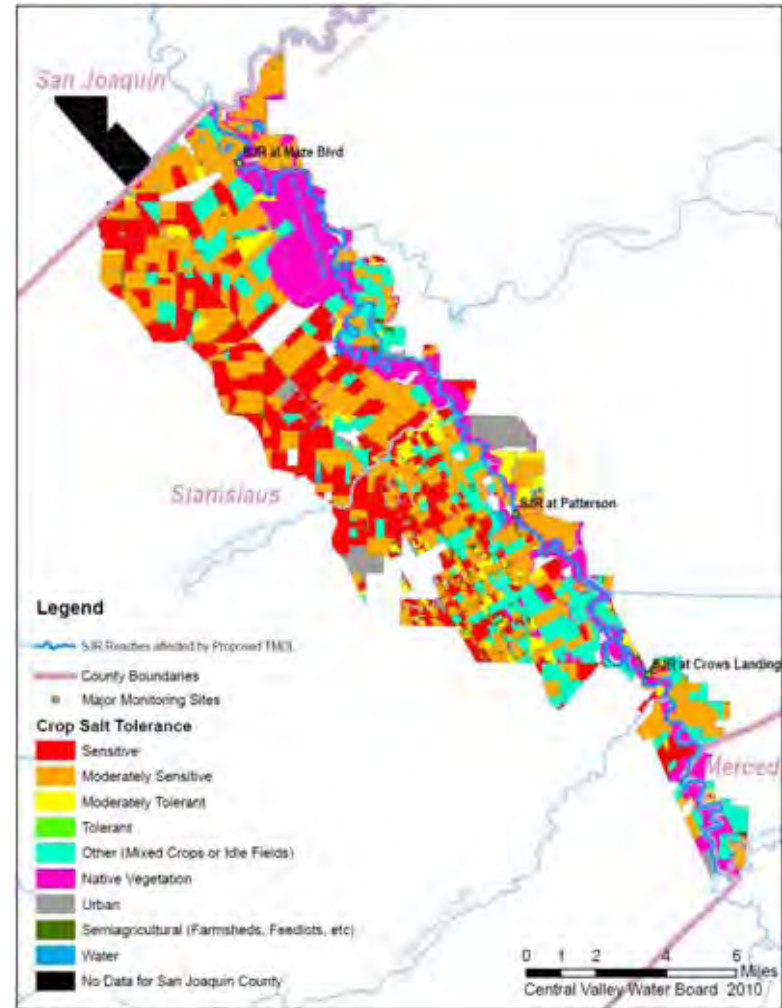 San Joaquin
SJR at Maze Blvd
Stanislaus
SJR at Patterson
SJR at Crows Landing
Merced
Legend
SJR Reaches affected by Proposed TMDL
County Boundaries
Major Monitoring Sites
Crop Salt Tolerance
Sensitive
Moderately Sensitive
Moderately Tolerant
Tolerant
Other (Mixed Crops or Idle Fields)
Native Vegetation
Urban
Semiagricultural (Farmsheds, Feedlots, etc)
Water
No Data for San Joaquin County
0 1 2 4 6
Miles
Central Valley Water Board 2010